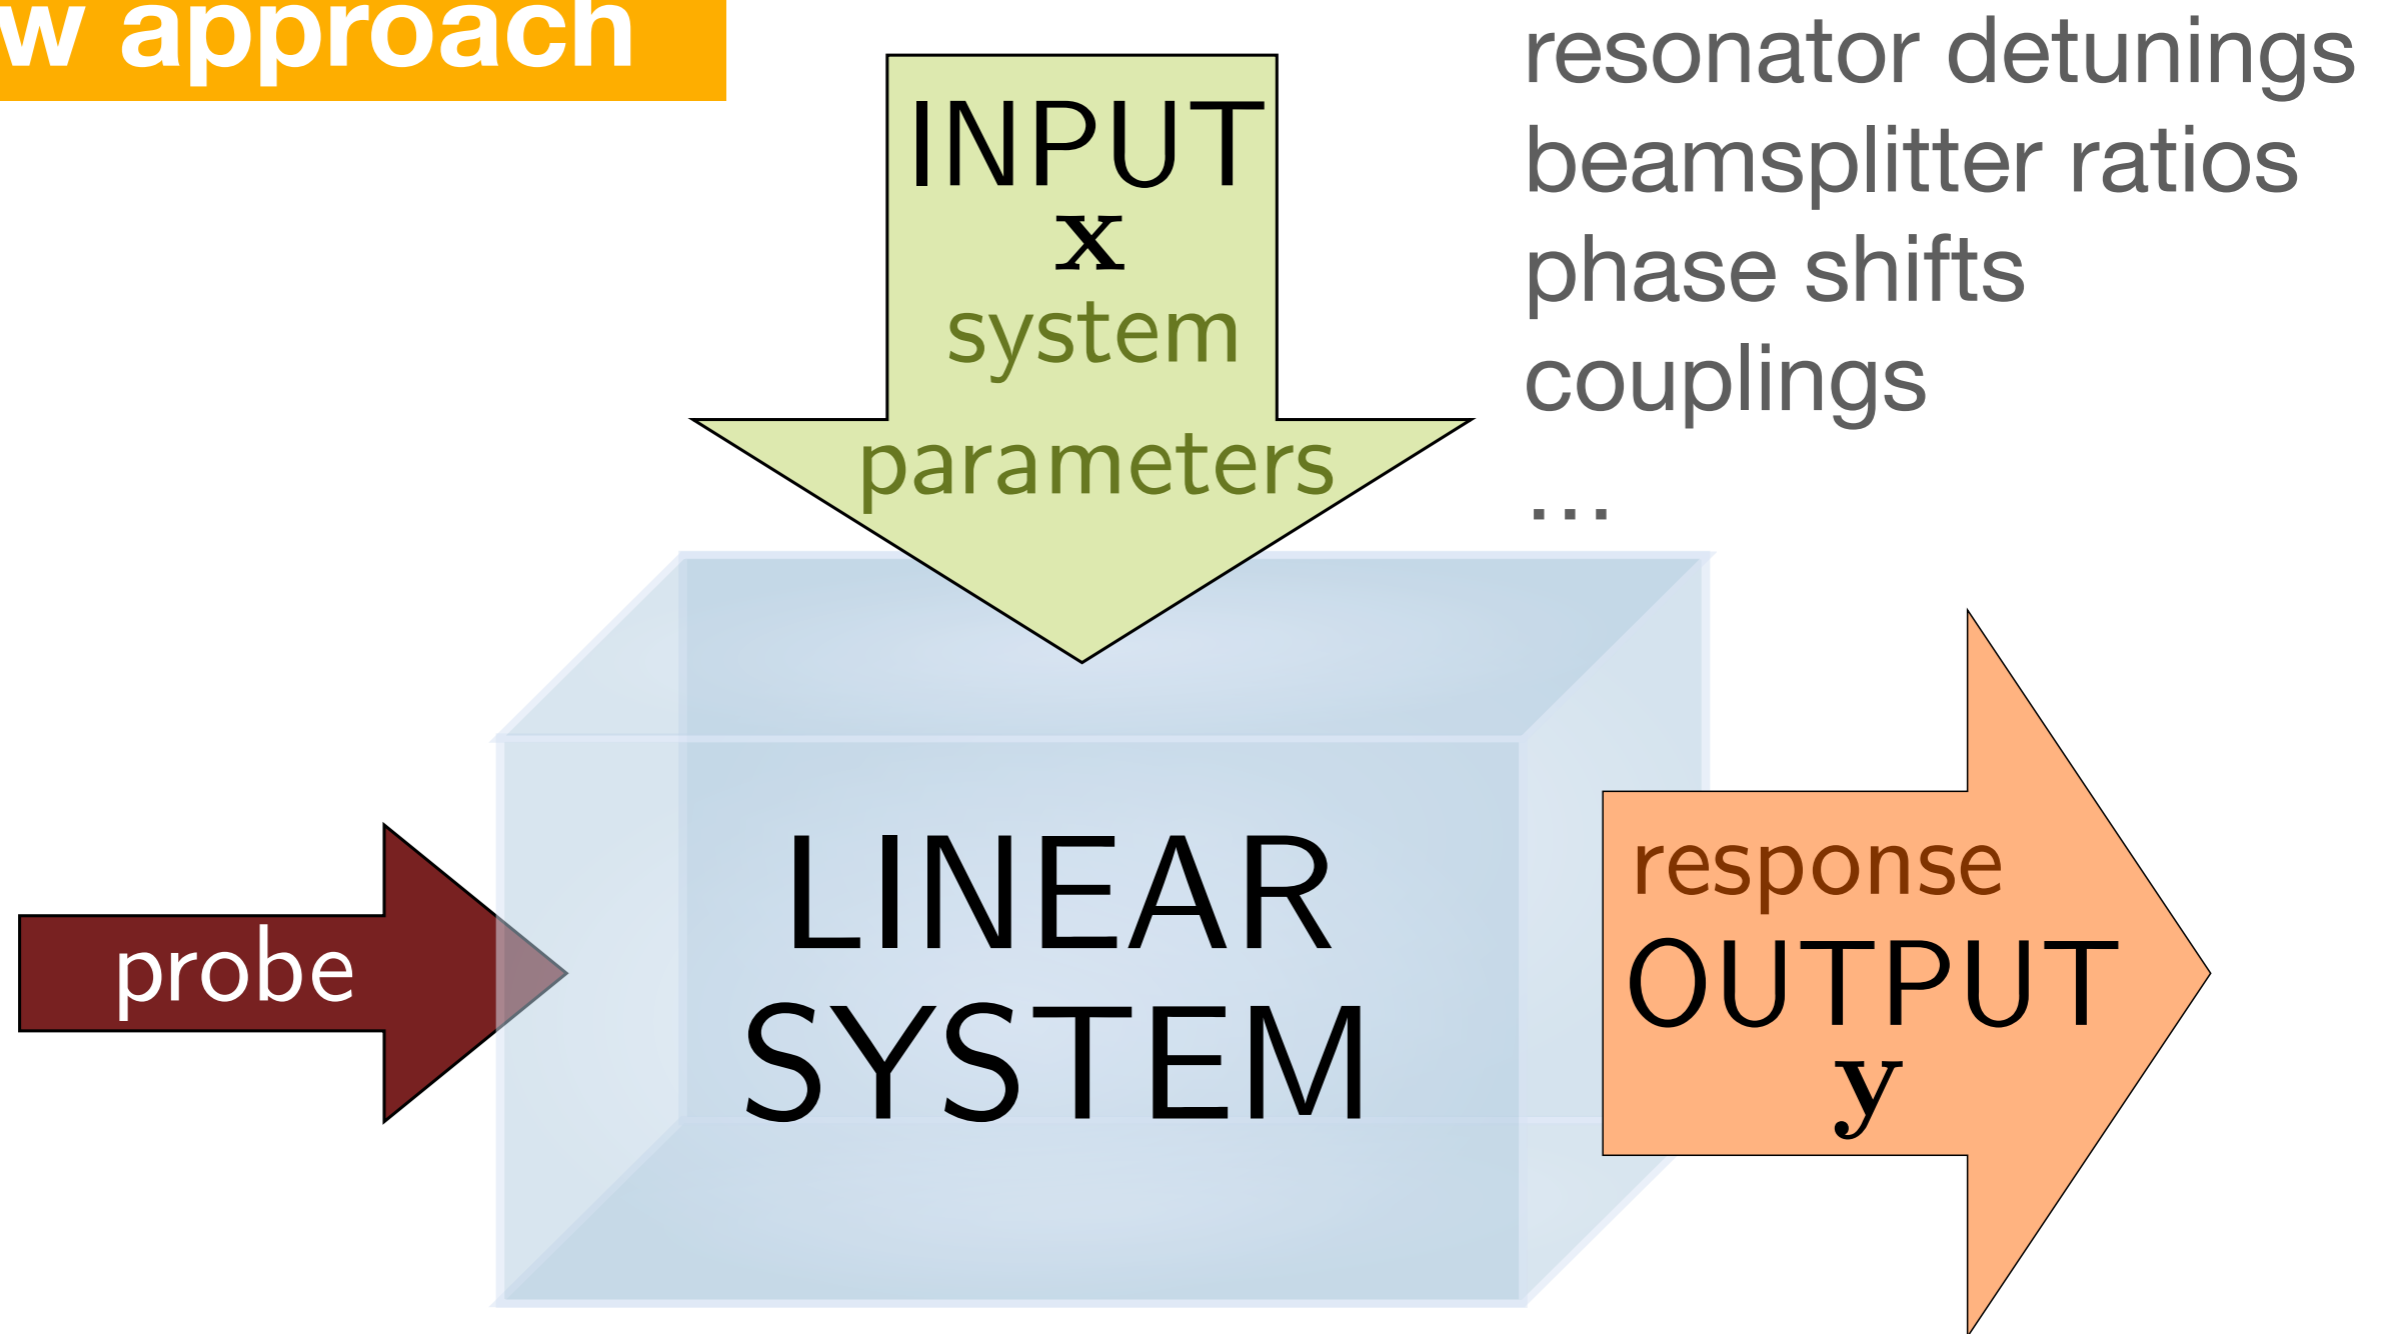 w approach
INPUT
x
system
parameters
resonator detunings
beamsplitter ratios
phase shifts
couplings
...
probe
LINEAR
SYSTEM
response
OUTPUT
y